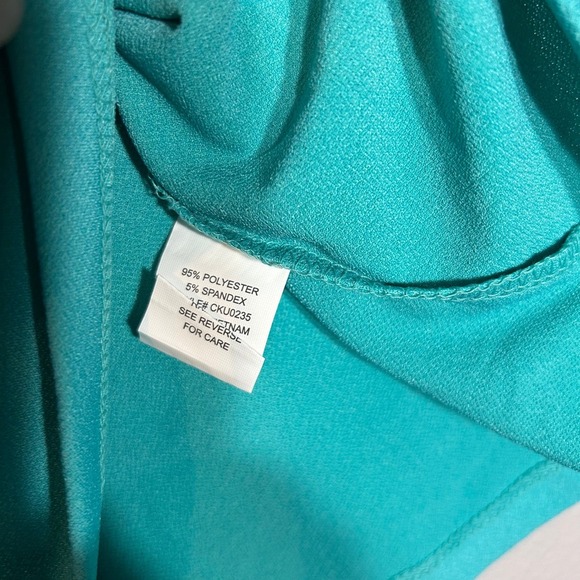 95% POLYESTER
5% SPANDEX
CKU0235
SEE REVERSE
FOR CARE